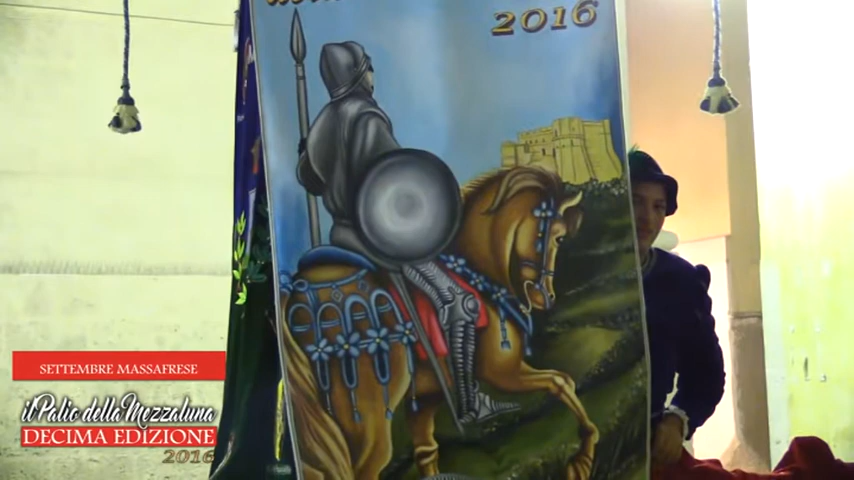 2016
SETTEMBRE MASSAFRESE
il Palio della Mezzaluna
DECIMA EDIZIONE
2016